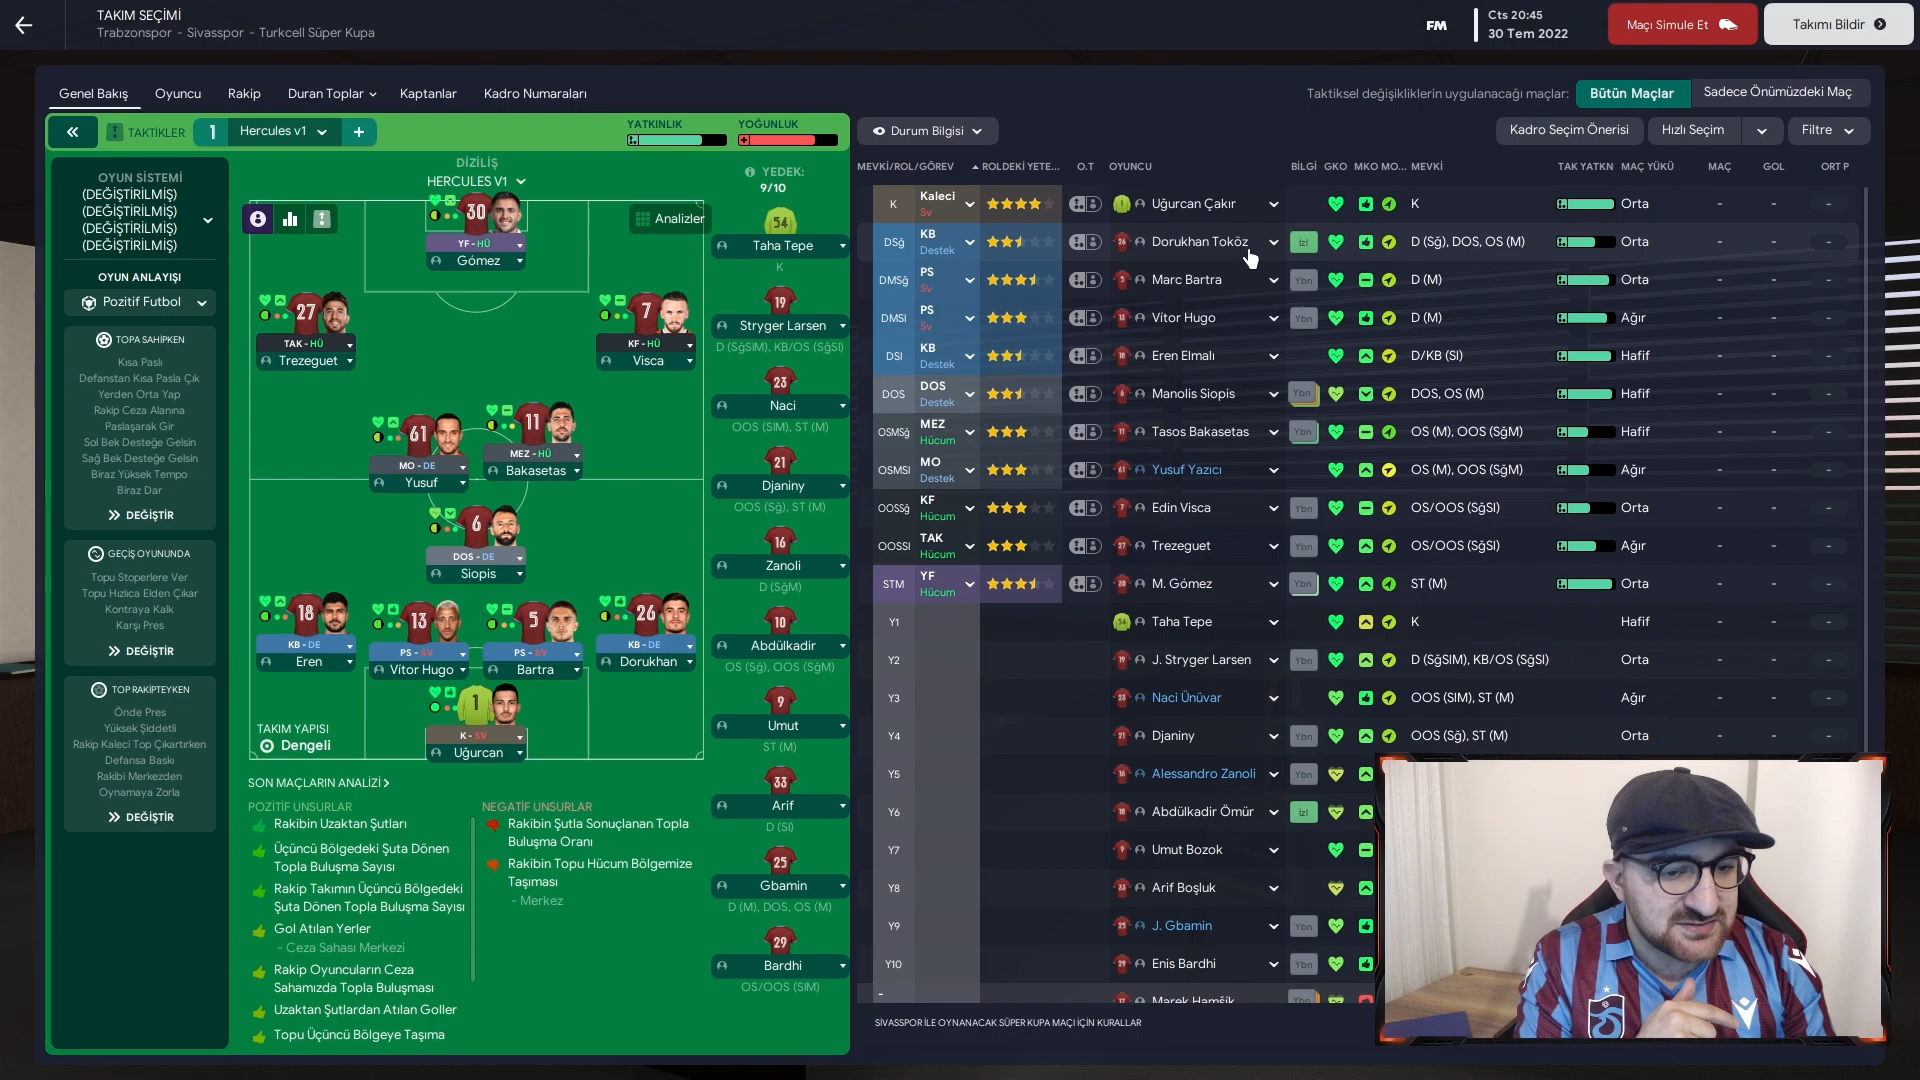 TAKIM SEÇİMİ
Trabzonspor - Sivasspor - Turkcell Süper Kupa
FM
Cts 20:45
30 Tem 2022
Maçı Simule Et
Takımı Bildir
Genel Bakış
Oyuncu
Rakip
Duran Toplar
Kaptanlar
Kadro Numaraları
Taktiksel değişikliklerin uygulanacağı maçlar:
Bütün Maçlar
Sadece Önümüzdeki Maç
TAKTİKLER
1
Hercules v1
YATKINLIK
YOĞUNLUK
Durum Bilgisi
Kadro Seçim Önerisi
Hızlı Seçim
Filtre
OYUN SİSTEMİ
(DEĞİŞTİRİLMİŞ)
(DEĞİŞTİRİLMİŞ)
(DEĞİŞTİRİLMİŞ)
(DEĞİŞTİRİLMİŞ)
OYUN ANLAYIŞI
Pozitif Futbol
TOPA SAHİPKEN
Kısa Paslı
Defanstan Kısa Pasla Çık
Yerden Orta Yap
Rakip Ceza Alanına
Paslaşarak Gir
Sol Bek Desteğe Gelsin
Sağ Bek Desteğe Gelsin
Biraz Yüksek Tempo
Biraz Dar
DEĞİŞTİR
GEÇİŞ OYUNUNDA
Topu Stoperlere Ver
Topu Hızlıca Elden Çıkar
Kontraya Kalk
Karşı Pres
DEĞİŞTİR
TOP RAKİPTEYKEN
Önde Pres
Yüksek Şiddetli
Rakip Kaleci Top Çıkartırken
Defansa Baskı
Rakibi Merkezden
Oynamaya Zorla
DEĞİŞTİR
DİZİLİŞ
HERCULES V1
Analizler
30
YF - HÜ
Gómez
27
TAK - HÜ
Trezeguet
7
KF - HÜ
Visca
61
MO - DE
Yusuf
11
MEZ - HÜ
Bakasetas
6
DOS - DE
Siopis
18
KB - DE
Eren
13
PS - SV
Vítor Hugo
5
PS - SV
Bartra
26
KB - DE
Dorukhan
1
K - SV
Uğurcan
TAKIM YAPISI
Dengeli
SON MAÇLARIN ANALİZİ
POZİTİF UNSURLAR
Rakibin Uzaktan Şutları
Üçüncü Bölgedeki Şuta Dönen
Topla Buluşma Sayısı
Rakip Takımın Üçüncü Bölgedeki
Şuta Dönen Topla Buluşma Sayısı
Gol Atılan Yerler
- Ceza Sahası Merkezi
Rakip Oyuncuların Ceza
Sahamızda Topla Buluşması
Uzaktan Şutlardan Atılan Goller
Topu Üçüncü Bölgeye Taşıma
NEGATİF UNSURLAR
Rakibin Şutla Sonuçlanan Topla
Buluşma Oranı
Rakibin Topu Hücum Bölgemize
Taşıması
- Merkez
YEDEK:
9/10
54
Taha Tepe
K
19
Stryger Larsen
D (SğSlM), KB/OS (SğSl)
23
Naci
OOS (SlM), ST (M)
21
Djaniny
OOS (Sğ), ST (M)
16
Zanoli
D (SğM)
10
Abdülkadir
OS (Sğ), OOS (SğM)
9
Umut
ST (M)
33
Arif
D (Sl)
25
Gbamin
D (M), DOS, OS (M)
29
Bardhi
OS/OOS (SlM)
MEVKİ/ROL/GÖREV ROLDEKİ YETE... O.T OYUNCU BİLGİ GKO MKO MO... MEVKİ TAK YATKN MAÇ YÜKÜ MAÇ GOL ORT P
K Kaleci Sv Uğurcan Çakır K Orta - - -
DSğ KB Destek Dorukhan Toköz İzl D (Sğ), DOS, OS (M) Orta - - -
DMSğ PS Sv Marc Bartra Ybn D (M) Orta - - -
DMSl PS Sv Vítor Hugo Ybn D (M) Ağır - - -
DSl KB Destek Eren Elmalı D/KB (Sl) Hafif - - -
DOS DOS Destek Manolis Siopis Ybn DOS, OS (M) Hafif - - -
OSMSğ MEZ Hücum Tasos Bakasetas Ybn OS (M), OOS (SğM) Hafif - - -
OSMSl MO Destek Yusuf Yazıcı OS (M), OOS (SğM) Ağır - - -
OOSSğ KF Hücum Edin Visca Ybn OS/OOS (SğSl) Orta - - -
OOSSl TAK Hücum Trezeguet Ybn OS/OOS (SğSl) Ağır - - -
STM YF Hücum M. Gómez Ybn ST (M) Orta - - -
Y1 Taha Tepe K Hafif - - -
Y2 J. Stryger Larsen Ybn D (SğSlM), KB/OS (SğSl) Orta - - -
Y3 Naci Ünüvar OOS (SlM), ST (M) Ağır - - -
Y4 Djaniny Ybn OOS (Sğ), ST (M) Orta - - -
Y5 Alessandro Zanoli Ybn
Y6 Abdülkadir Ömür İzl
Y7 Umut Bozok
Y8 Arif Boşluk
Y9 J. Gbamin Ybn
Y10 Enis Bardhi Ybn
- Marek Hamšík Ybn
SİVASSPOR İLE OYNANACAK SÜPER KUPA MAÇI İÇİN KURALLAR